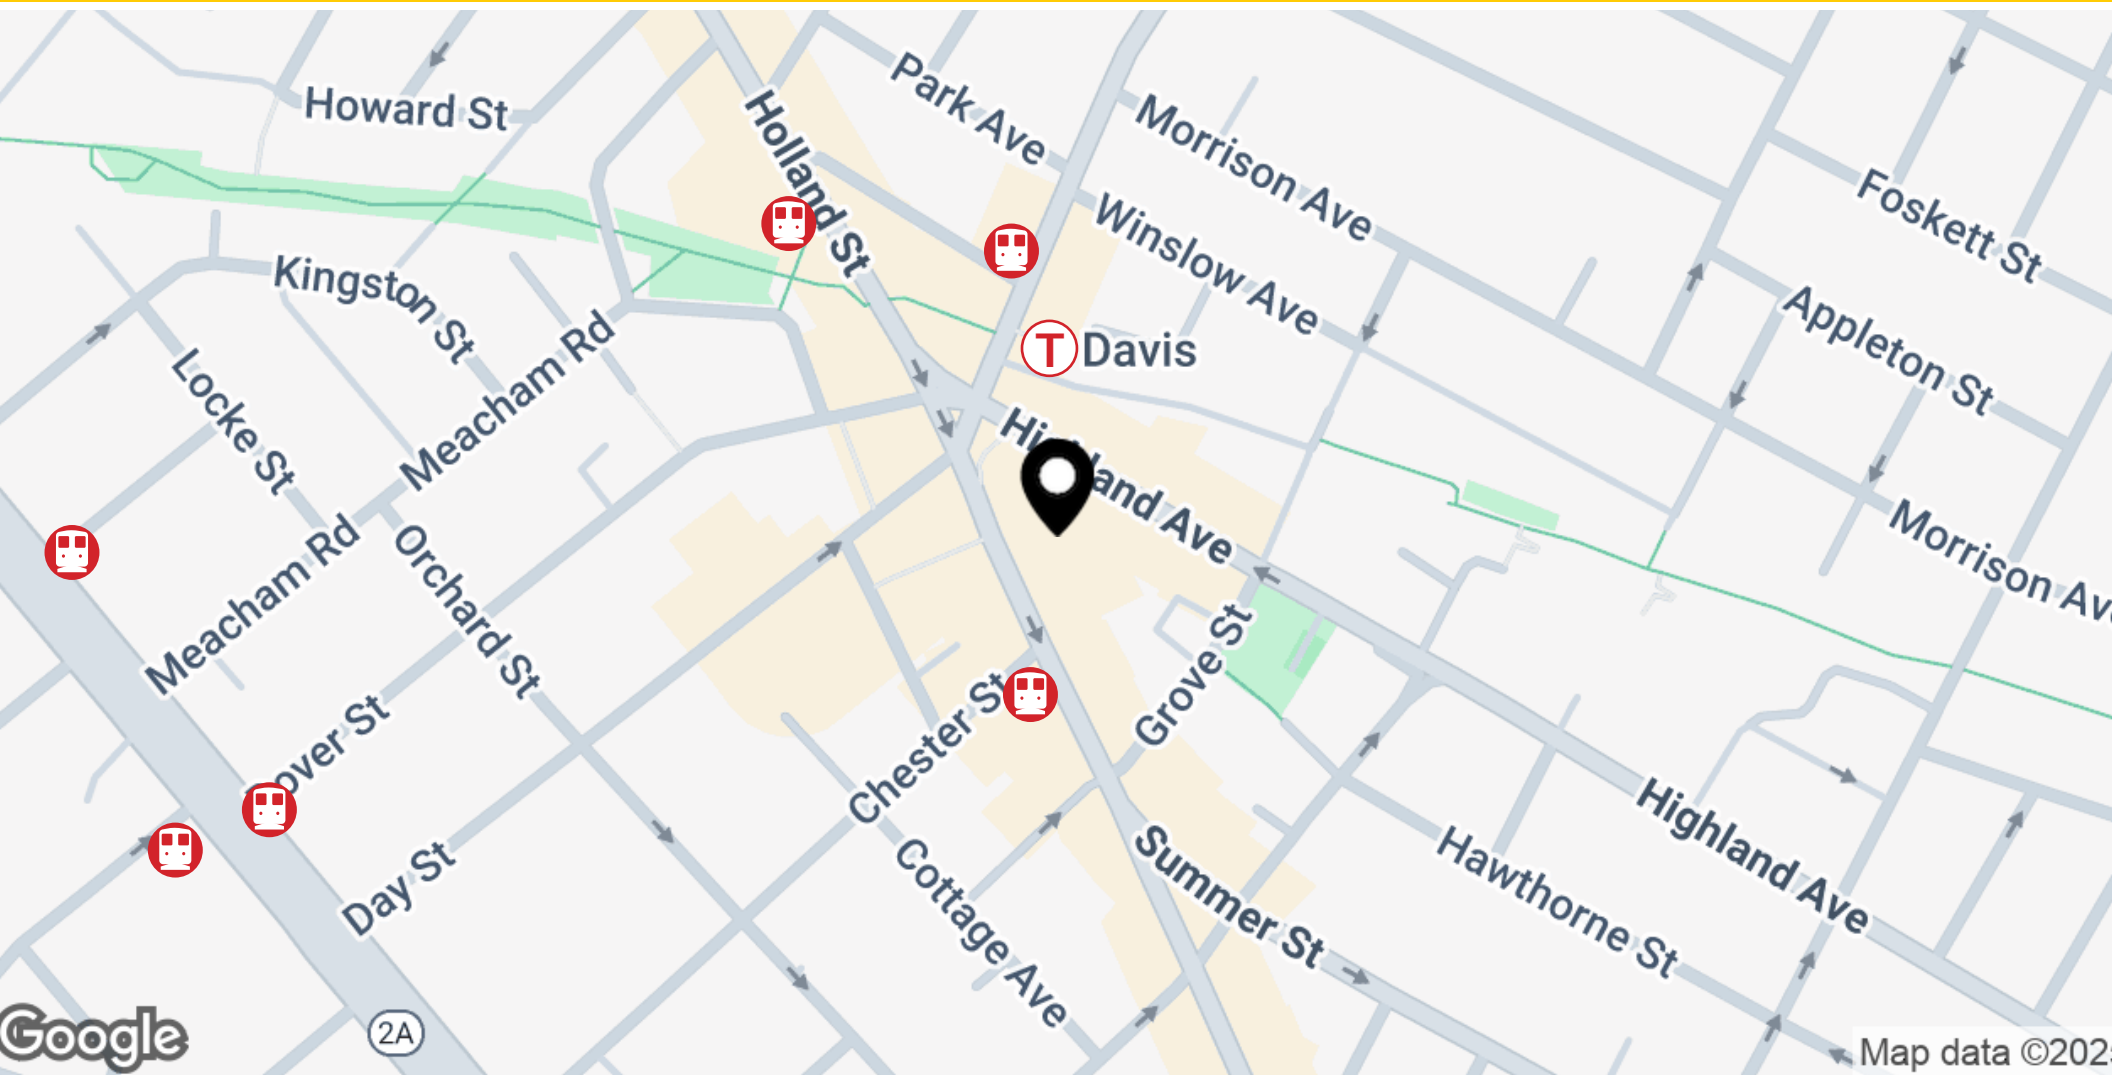 Park Ave
Howard St
Holland St
Morrison Ave
Foskett St
Winslow Ave
Kingston St
Appleton St
T Davis
Meacham Rd
Locke St
Highland Ave
Morrison Av
Meacham Rd
Orchard St
Grove St
Chester St
over St
Day St
Cottage Ave
Summer St
Highland Ave
Hawthorne St
2A
Google
Map data ©202